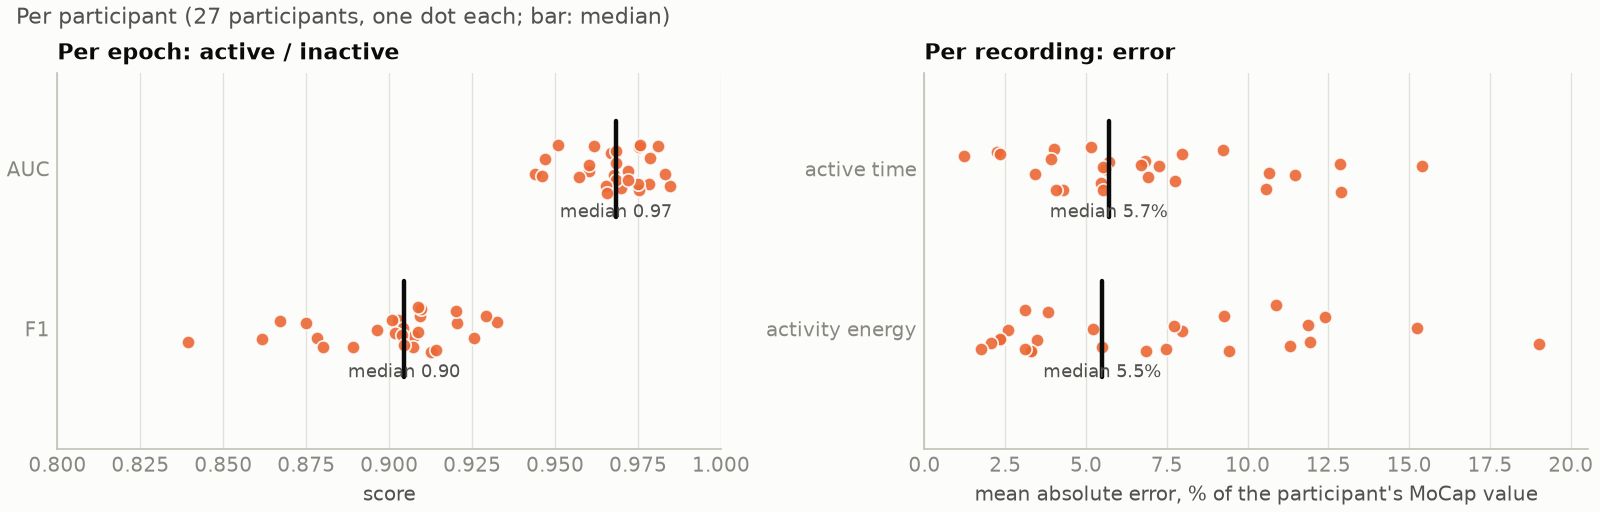 Per participant (27 participants, one dot each; bar: median)
Per epoch: active / inactive
AUC
median 0.97
F1
median 0.90
0.800 0.825 0.850 0.875 0.900 0.925 0.950 0.975 1.000
score
Per recording: error
active time
median 5.7%
activity energy
median 5.5%
0.0 2.5 5.0 7.5 10.0 12.5 15.0 17.5 20.0
mean absolute error, % of the participant's MoCap value